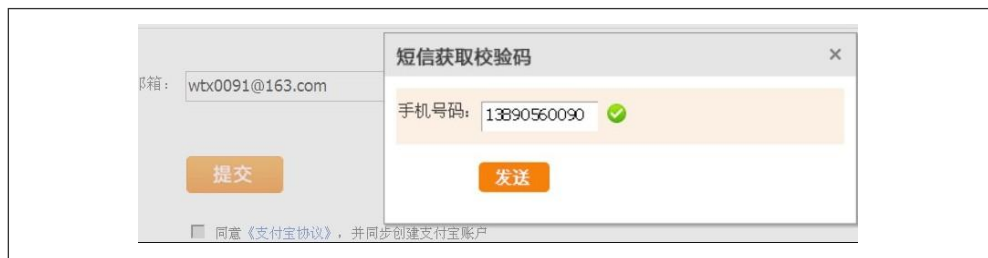 短信获取校验码 ×
箱： wtx0091@163.com
手机号码： 13890560090
提交
发送
同意《支付宝协议》，并同步创建支付宝账户